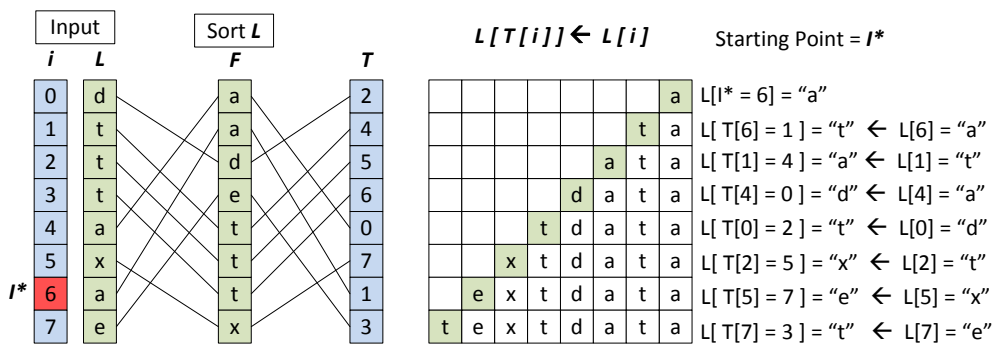 Input Sort L L [ T [ i ] ] ← L [ i ] Starting Point = I*
i L F T
0 d a 2 a L[I* = 6] = “a”
1 t a 4 t a L[ T[6] = 1 ] = “t” ← L[6] = “a”
2 t d 5 a t a L[ T[1] = 4 ] = “a” ← L[1] = “t”
3 t e 6 d a t a L[ T[4] = 0 ] = “d” ← L[4] = “a”
4 a t 0 t d a t a L[ T[0] = 2 ] = “t” ← L[0] = “d”
5 x t 7 x t d a t a L[ T[2] = 5 ] = “x” ← L[2] = “t”
I* 6 a t 1 e x t d a t a L[ T[5] = 7 ] = “e” ← L[5] = “x”
7 e x 3 t e x t d a t a L[ T[7] = 3 ] = “t” ← L[7] = “e”